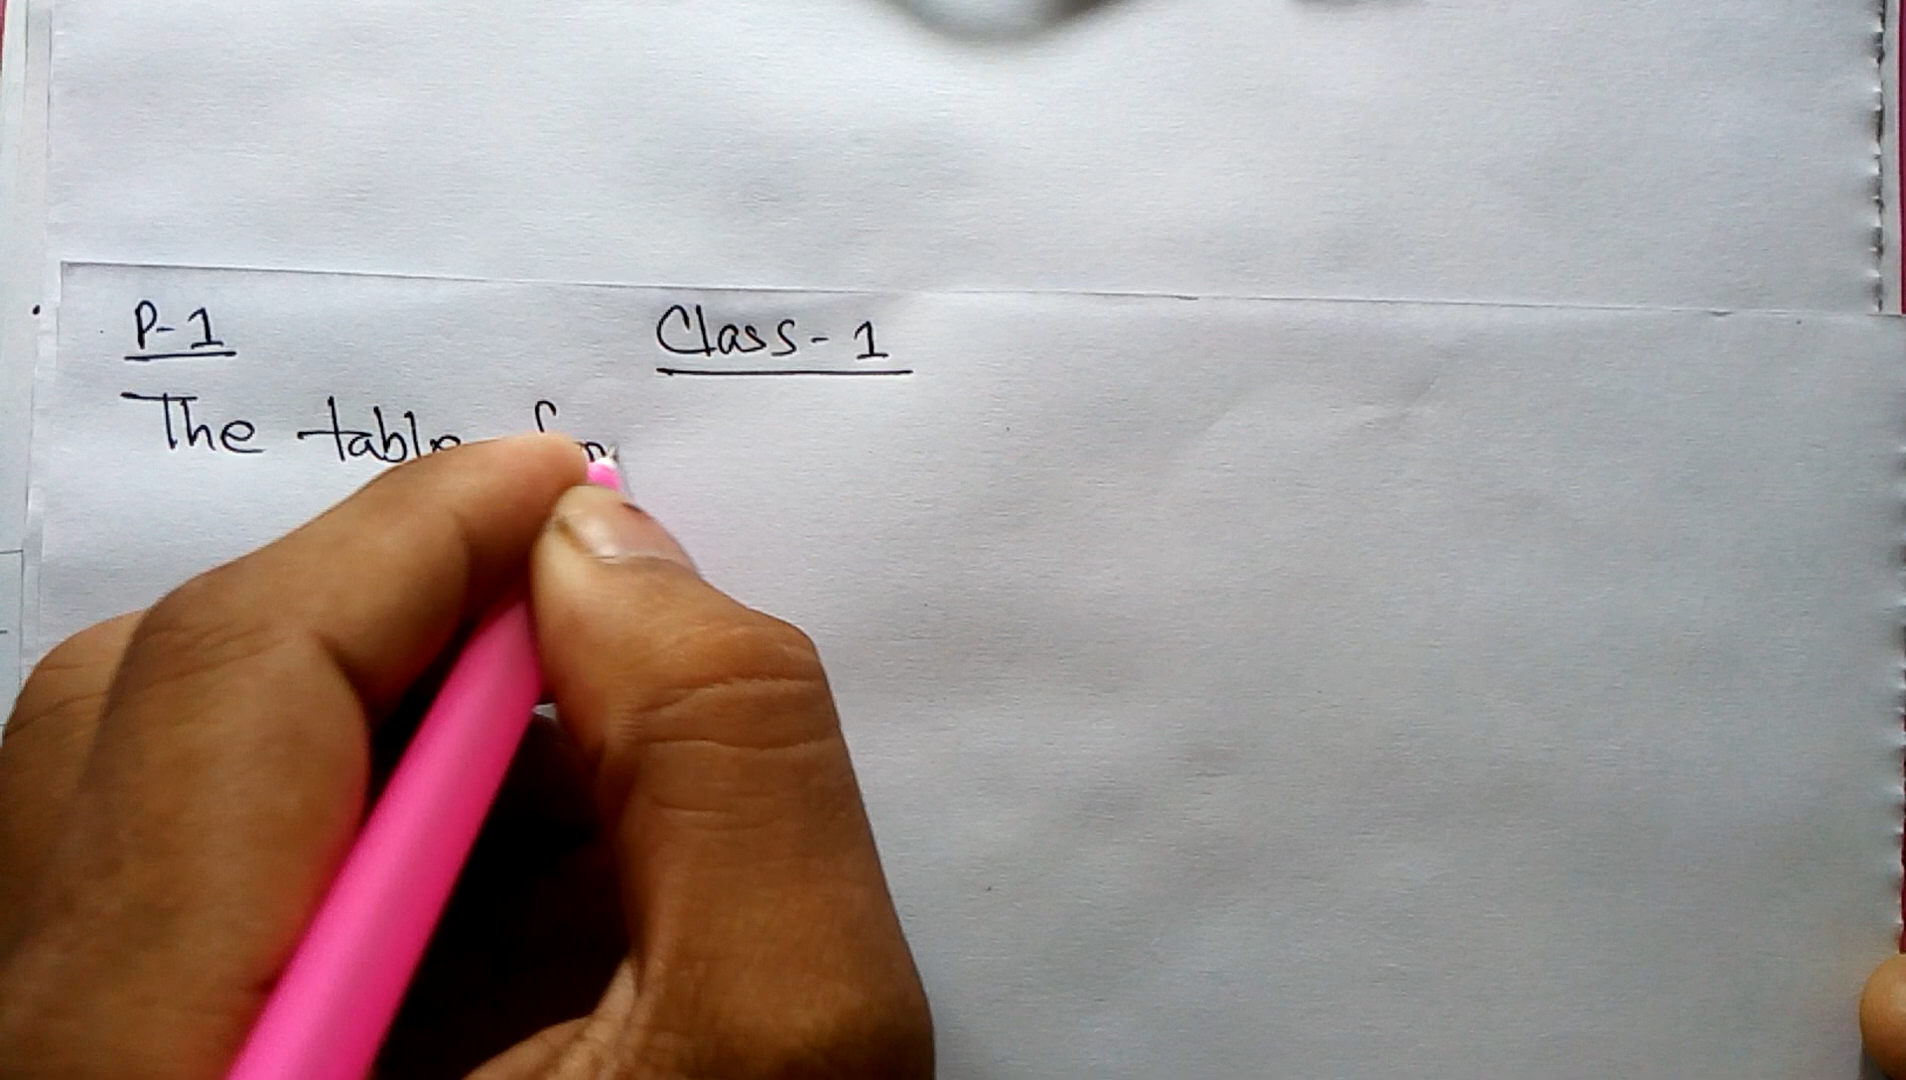 P-1
Class - 1
The table